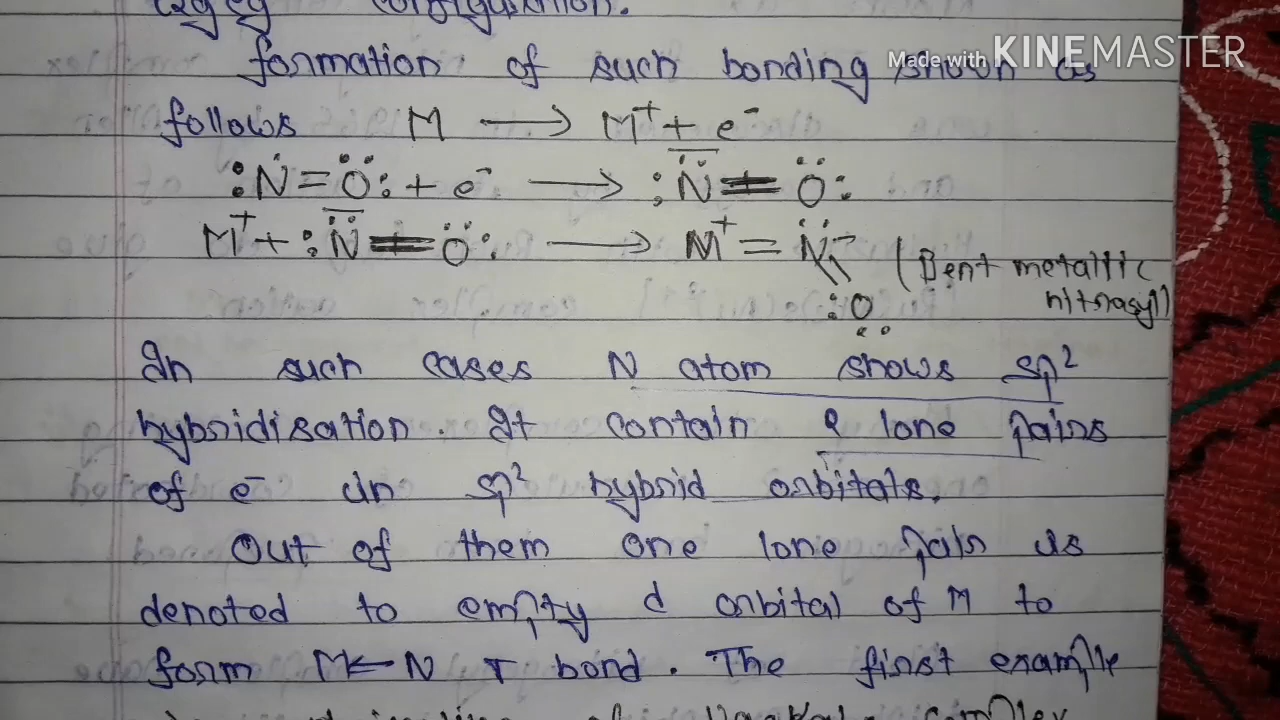 Made with KINEMASTER
formation of such bonding shown as
follows M ⟶ M⁺ + e⁻
:Ṅ=Ö: + e⁻ ⟶ :N̈=Ö:
M⁺ + :N̈=Ö: ⟶ M⁺ = N̈⁻ (Bent metallic
:O nitrosyl)
In such cases N atom shows sp²
hybridisation. It contain 2 lone pairs
of e⁻ in sp² hybrid orbitals.
Out of them one lone pair is
denoted to empty d orbital of M to
form M←N σ bond. The first example